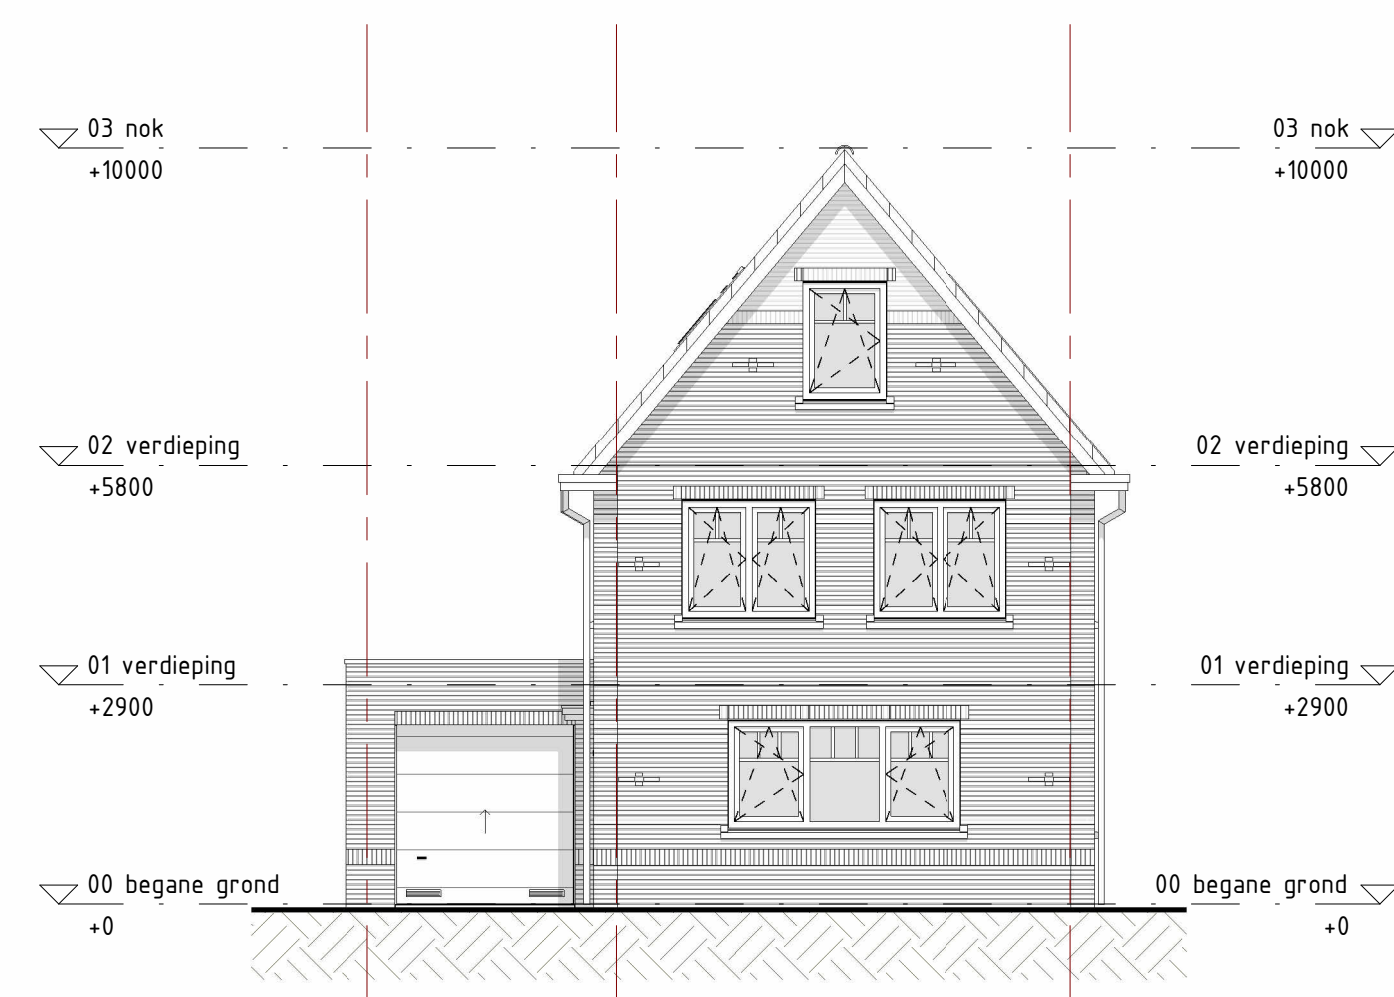 03 nok
+10000
03 nok
+10000
02 verdieping
+5800
02 verdieping
+5800
01 verdieping
+2900
01 verdieping
+2900
00 begane grond
+0
00 begane grond
+0